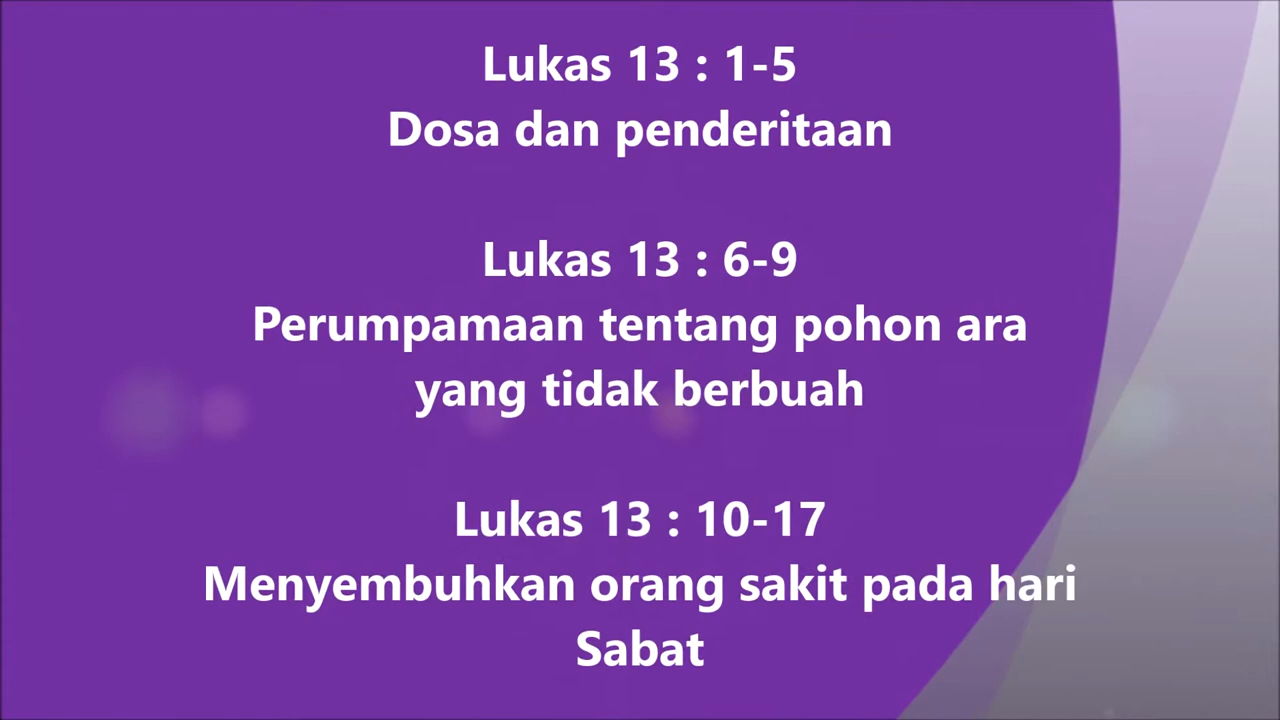 Lukas 13 : 1-5
Dosa dan penderitaan
Lukas 13 : 6-9
Perumpamaan tentang pohon ara
yang tidak berbuah
Lukas 13 : 10-17
Menyembuhkan orang sakit pada hari
Sabat